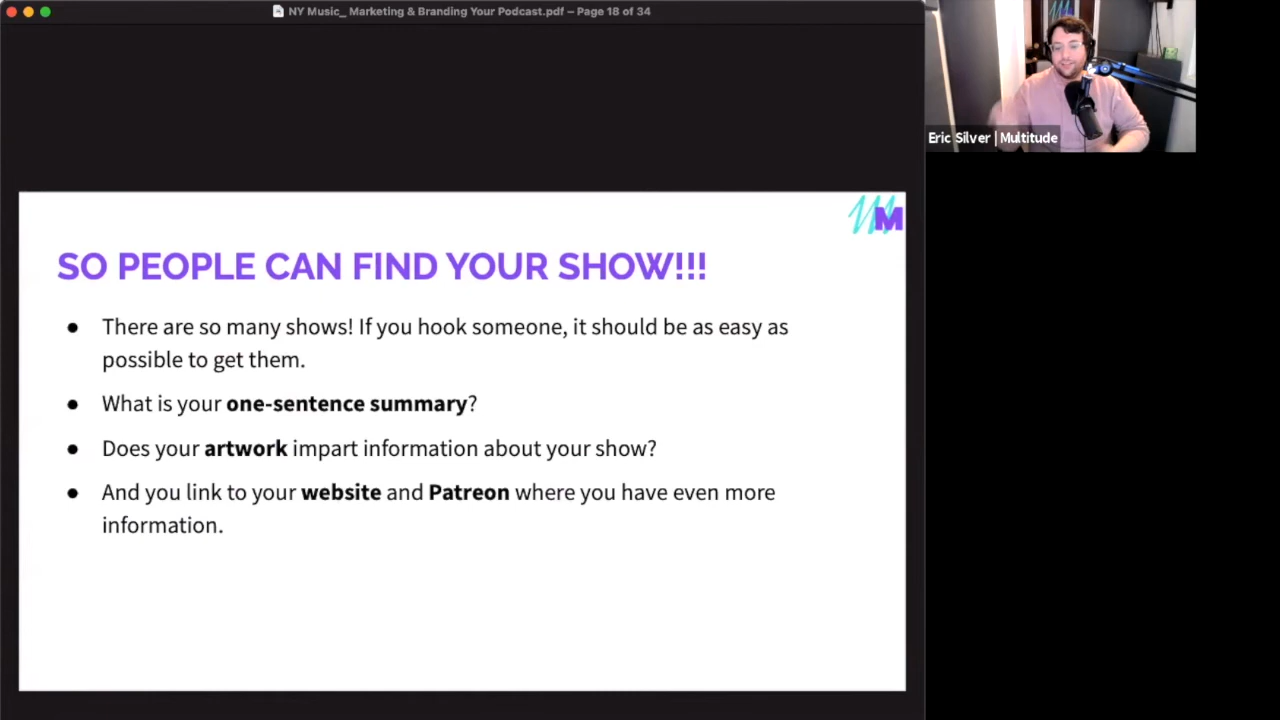 NY Music_ Marketing & Branding Your Podcast.pdf – Page 18 of 34
Eric Silver | Multitude
M
SO PEOPLE CAN FIND YOUR SHOW!!!
● There are so many shows! If you hook someone, it should be as easy as
possible to get them.
● What is your one-sentence summary?
● Does your artwork impart information about your show?
● And you link to your website and Patreon where you have even more
information.